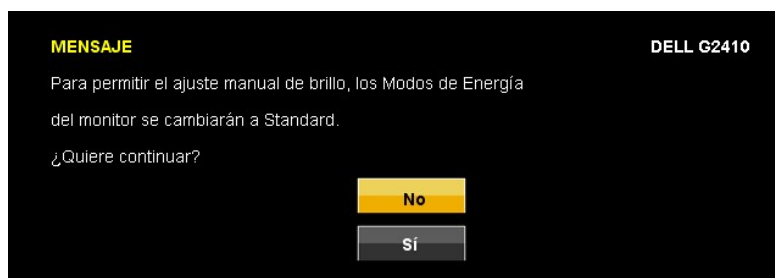 MENSAJE DELL G2410
Para permitir el ajuste manual de brillo, los Modos de Energía
del monitor se cambiarán a Standard.
¿Quiere continuar?
No
Sí